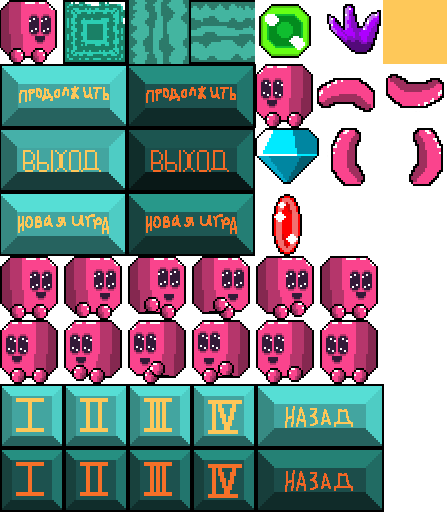 ПРОДОЛЖИТЬ ПРОДОЛЖИТЬ
ВЫХОД ВЫХОД
НОВАЯ ИГРА НОВАЯ ИГРА
I II III IV НАЗАД
I II III IV НАЗАД